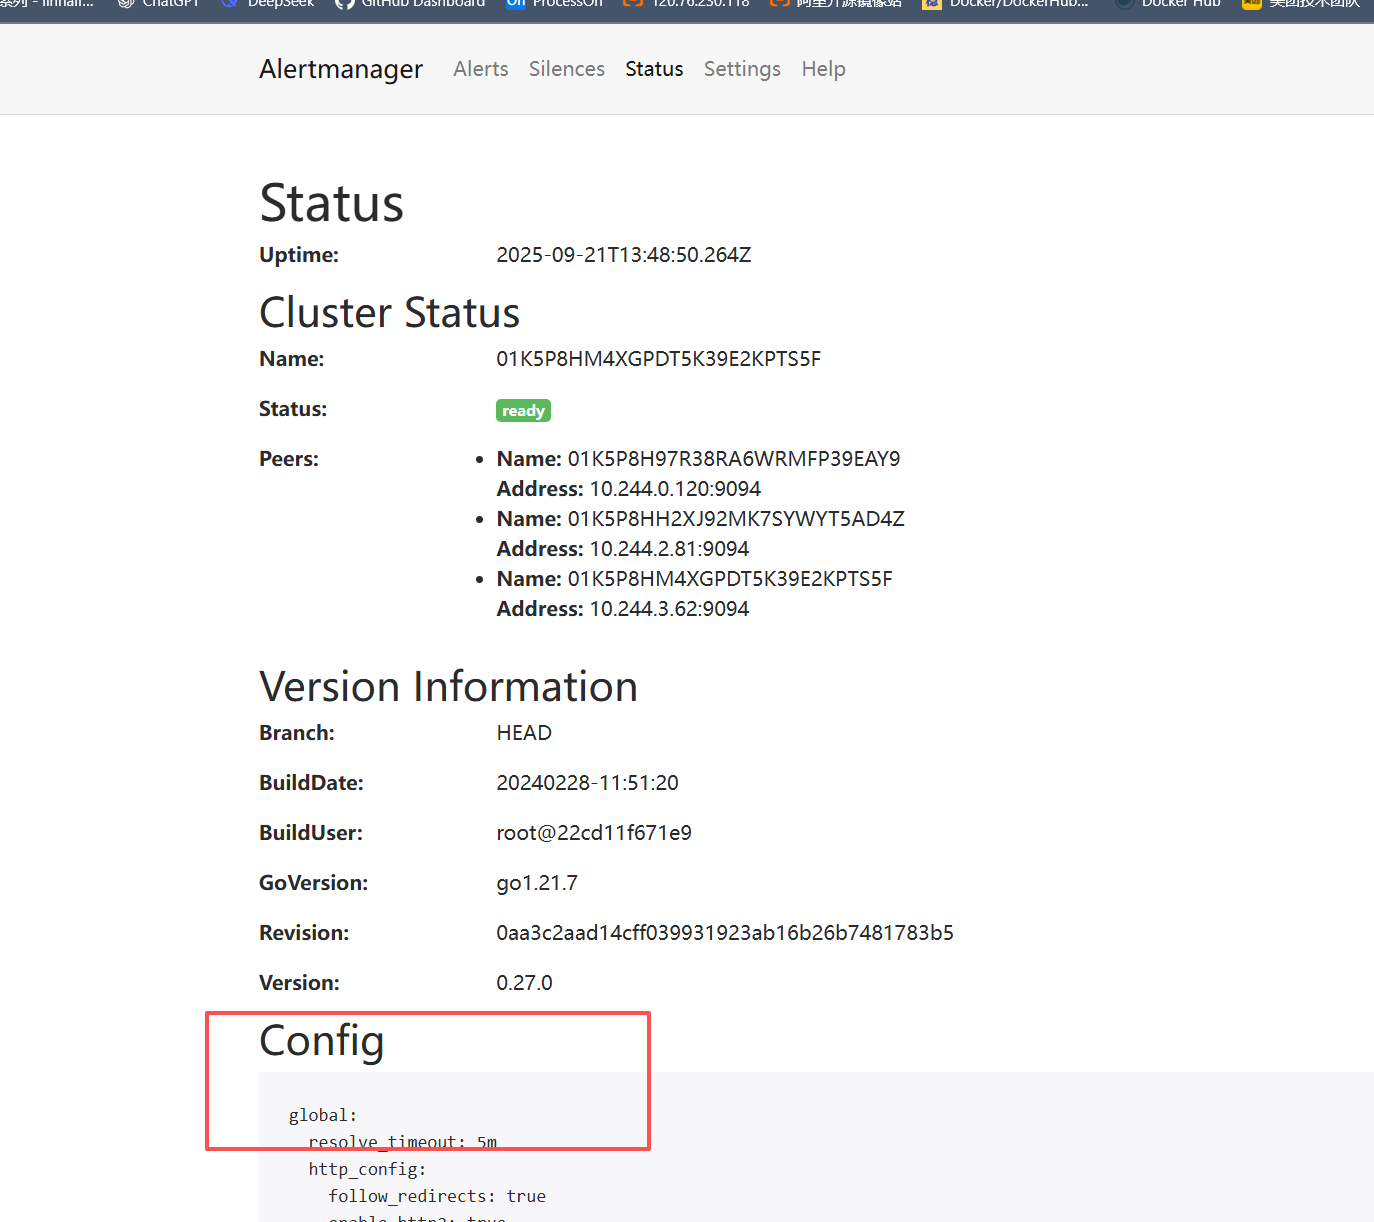 系列 - linhaif... ChatGPT DeepSeek GitHub Dashboard On ProcessOn 120.76.230.118 阿里开源镜像站 Docker/DockerHub... Docker Hub 美团技术团队
Alertmanager Alerts Silences Status Settings Help
Status
Uptime: 2025-09-21T13:48:50.264Z
Cluster Status
Name: 01K5P8HM4XGPDT5K39E2KPTS5F
Status: ready
Peers: • Name: 01K5P8H97R38RA6WRMFP39EAY9
Address: 10.244.0.120:9094
• Name: 01K5P8HH2XJ92MK7SYWYT5AD4Z
Address: 10.244.2.81:9094
• Name: 01K5P8HM4XGPDT5K39E2KPTS5F
Address: 10.244.3.62:9094
Version Information
Branch: HEAD
BuildDate: 20240228-11:51:20
BuildUser: root@22cd11f671e9
GoVersion: go1.21.7
Revision: 0aa3c2aad14cff039931923ab16b26b7481783b5
Version: 0.27.0
Config
global:
resolve_timeout: 5m
http_config:
follow_redirects: true
enable_http2: true